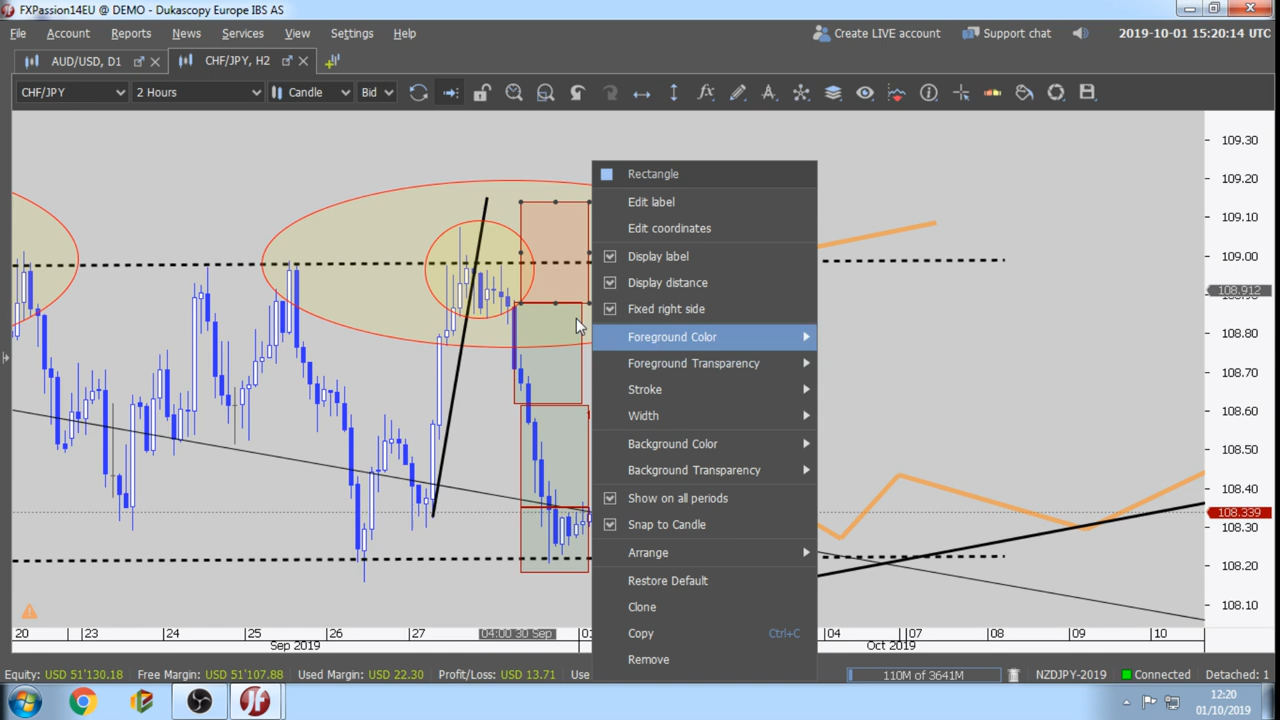 FXPassion14EU @ DEMO - Dukascopy Europe IBS AS
File Account Reports News Services View Settings Help Create LIVE account Support chat 2019-10-01 15:20:14 UTC
AUD/USD, D1 CHF/JPY, H2
CHF/JPY 2 Hours Candle Bid
109.30
109.20
109.10
109.00
108.912
108.80
108.70
108.60
108.50
108.40
108.339
108.30
108.20
108.10
Rectangle
Edit label
Edit coordinates
Display label
Display distance
Fixed right side
Foreground Color
Foreground Transparency
Stroke
Width
Background Color
Background Transparency
Show on all periods
Snap to Candle
Arrange
Restore Default
Clone
Copy Ctrl+C
Remove
20 23 24 25 26 27 04:00 30 Sep 04 07 08 09 10
Sep 2019 Oct 2019
Equity: USD 51'130.18 Free Margin: USD 51'107.88 Used Margin: USD 22.30 Profit/Loss: USD 13.71 Use 110M of 3641M NZDJPY-2019 Connected Detached: 1
12:20
01/10/2019